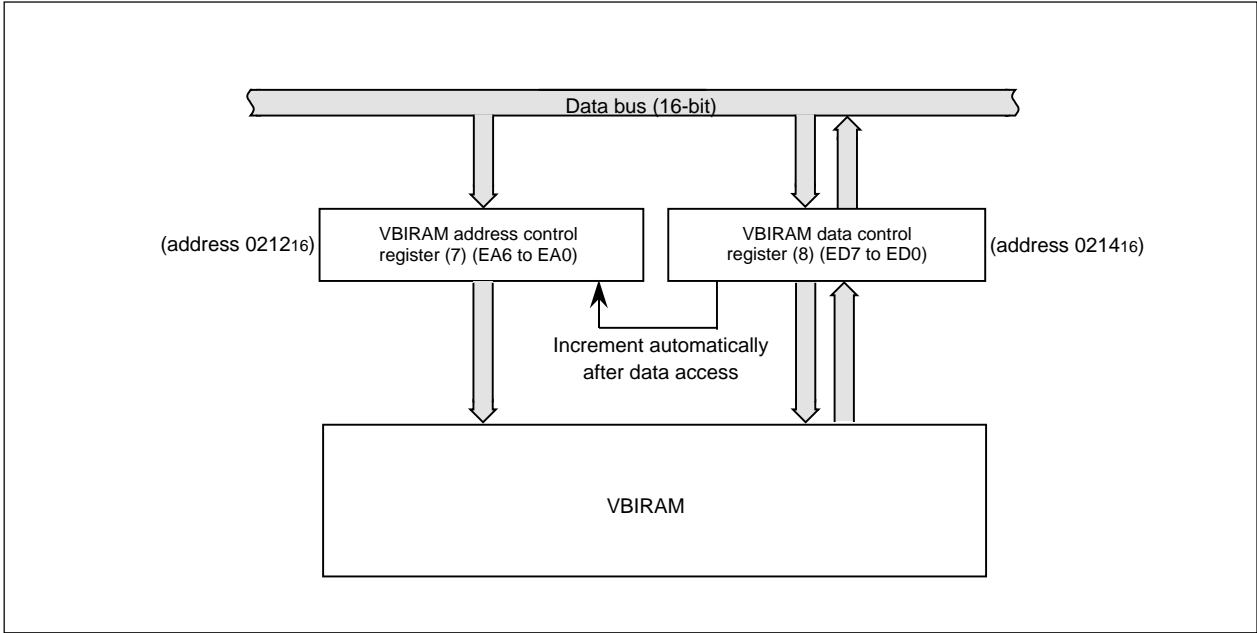 Data bus (16-bit)
(address 021216)
VBIRAM address control
register (7) (EA6 to EA0)
VBIRAM data control
register (8) (ED7 to ED0)
(address 021416)
Increment automatically
after data access
VBIRAM